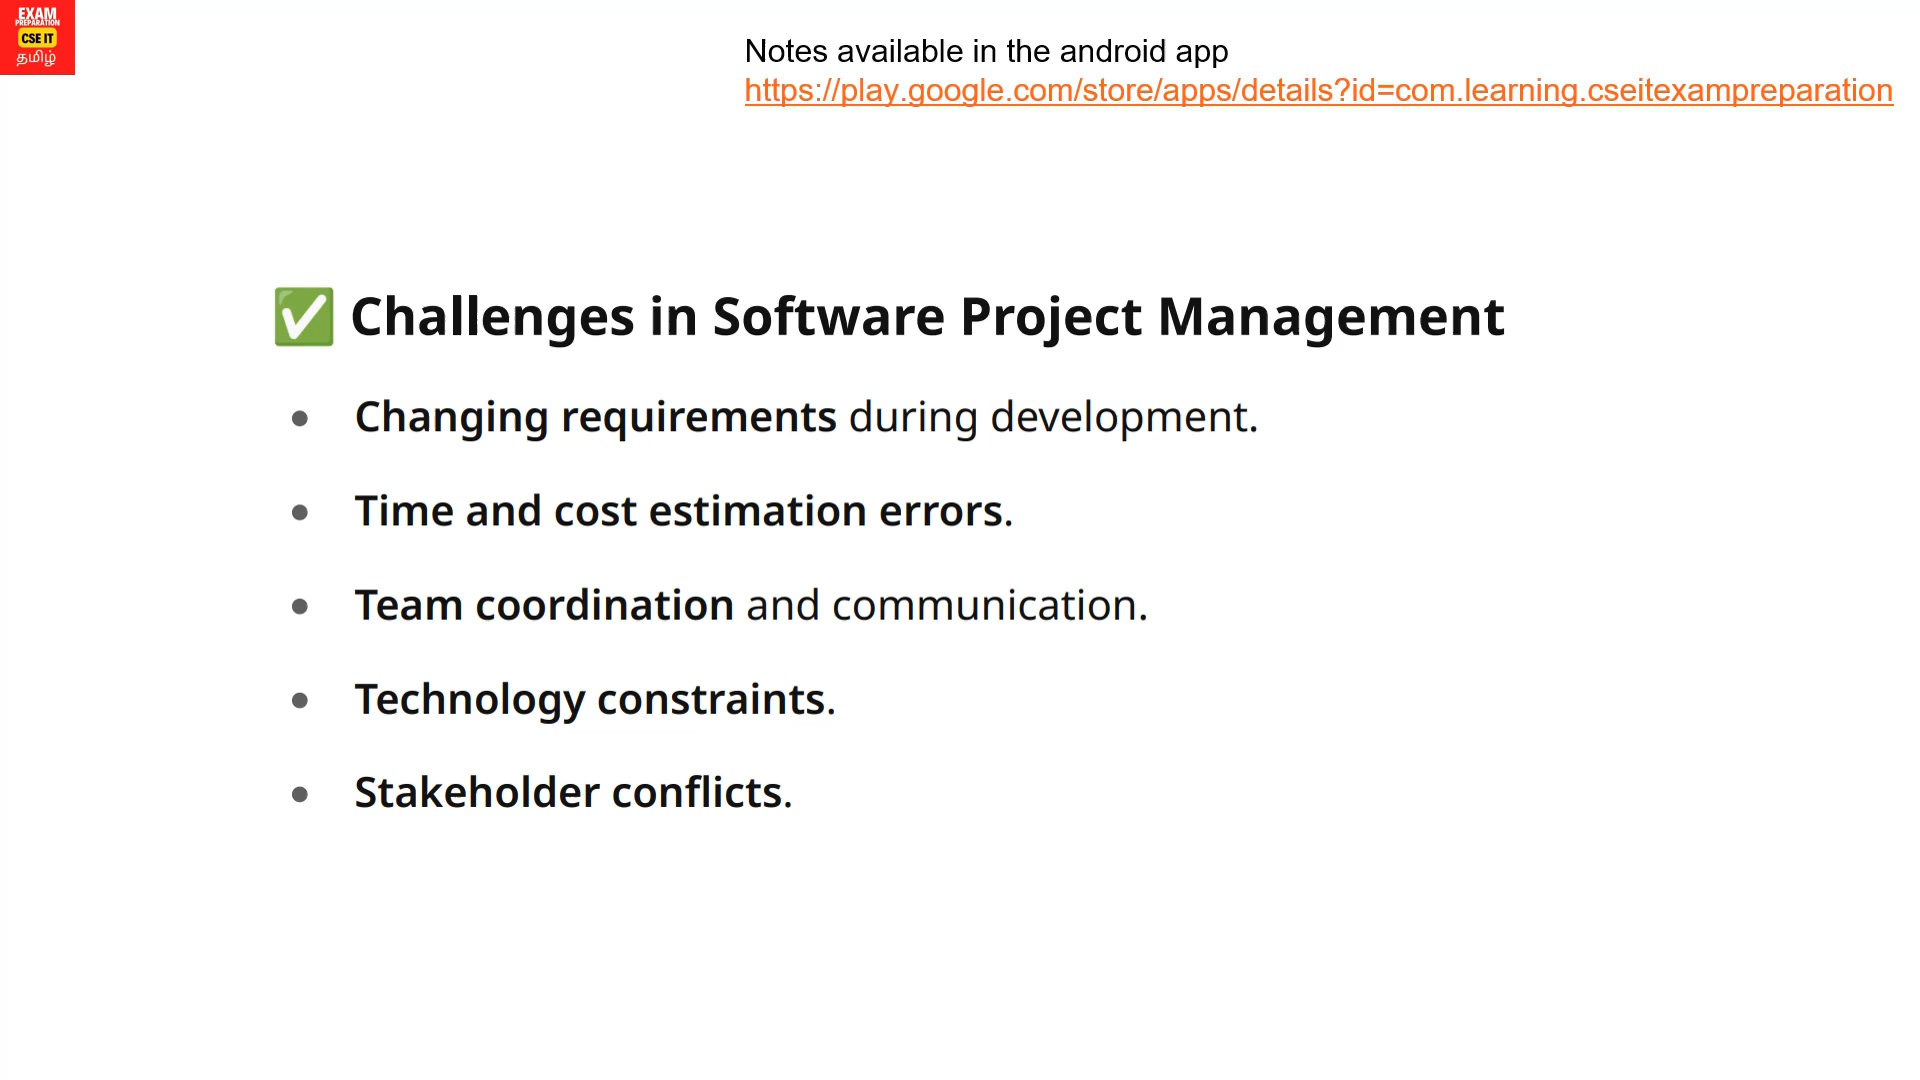 EXAM
PREPARATION
CSE IT
தமிழ்
Notes available in the android app
https://play.google.com/store/apps/details?id=com.learning.cseitexampreparation
✅ Challenges in Software Project Management
● Changing requirements during development.
● Time and cost estimation errors.
● Team coordination and communication.
● Technology constraints.
● Stakeholder conflicts.